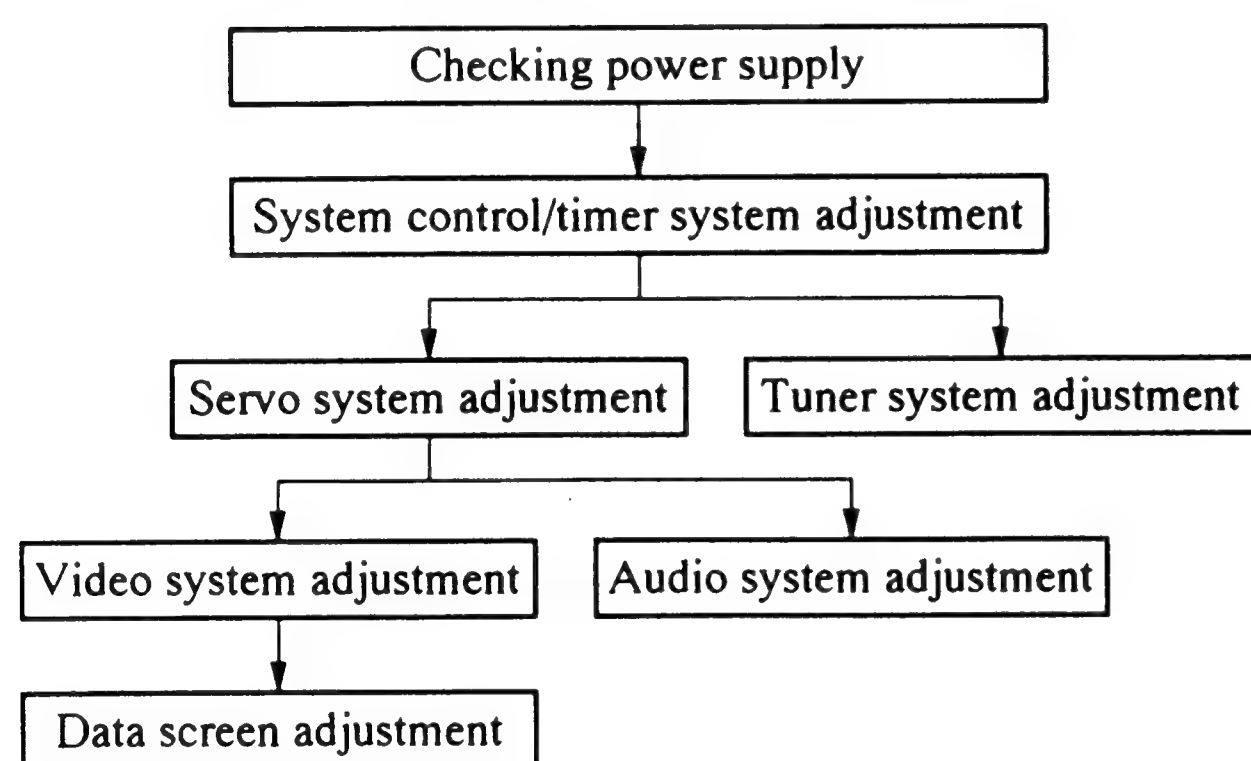 Checking power supply
System control/timer system adjustment
Servo system adjustment
Tuner system adjustment
Video system adjustment
Audio system adjustment
Data screen adjustment